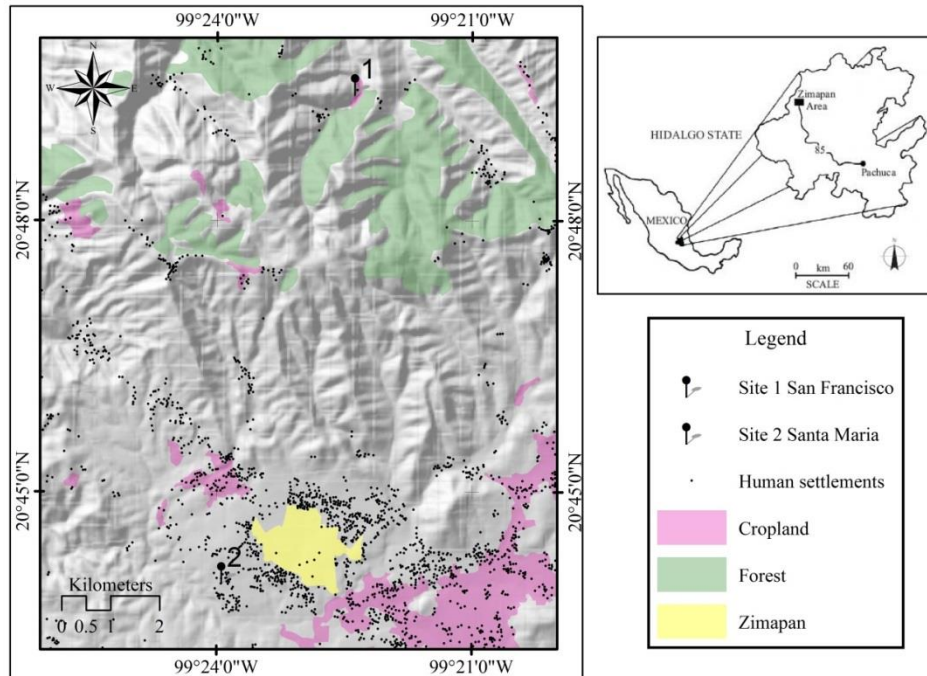 99°24'0"W 99°21'0"W
N
W E
S
1
20°48'0"N 20°48'0"N
20°45'0"N 20°45'0"N
2
Kilometers
0 0.5 1 2
99°24'0"W 99°21'0"W
Zimapan
Area
HIDALGO STATE
85
Pachuca
MEXICO
N
0 km 60
SCALE
Legend
Site 1 San Francisco
Site 2 Santa Maria
Human settlements
Cropland
Forest
Zimapan